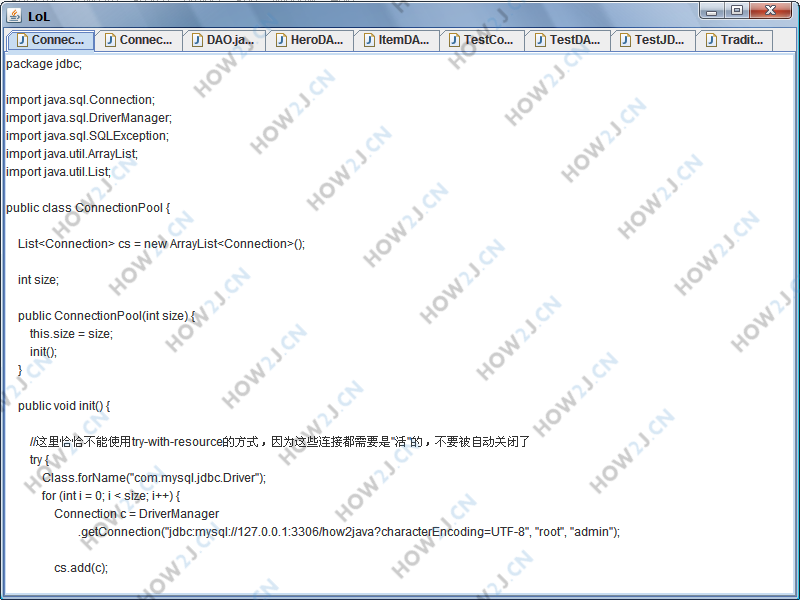 LoL
Connec... Connec... DAO.ja... HeroDA... ItemDA... TestCo... TestDA... TestJD... Tradit...
package jdbc;
import java.sql.Connection;
import java.sql.DriverManager;
import java.sql.SQLException;
import java.util.ArrayList;
import java.util.List;
public class ConnectionPool {
List<Connection> cs = new ArrayList<Connection>();
int size;
public ConnectionPool(int size) {
this.size = size;
init();
}
public void init() {
//这里恰恰不能使用try-with-resource的方式，因为这些连接都需要是"活"的，不要被自动关闭了
try {
Class.forName("com.mysql.jdbc.Driver");
for (int i = 0; i < size; i++) {
Connection c = DriverManager
.getConnection("jdbc:mysql://127.0.0.1:3306/how2java?characterEncoding=UTF-8", "root", "admin");
cs.add(c);
HOW2J.CN